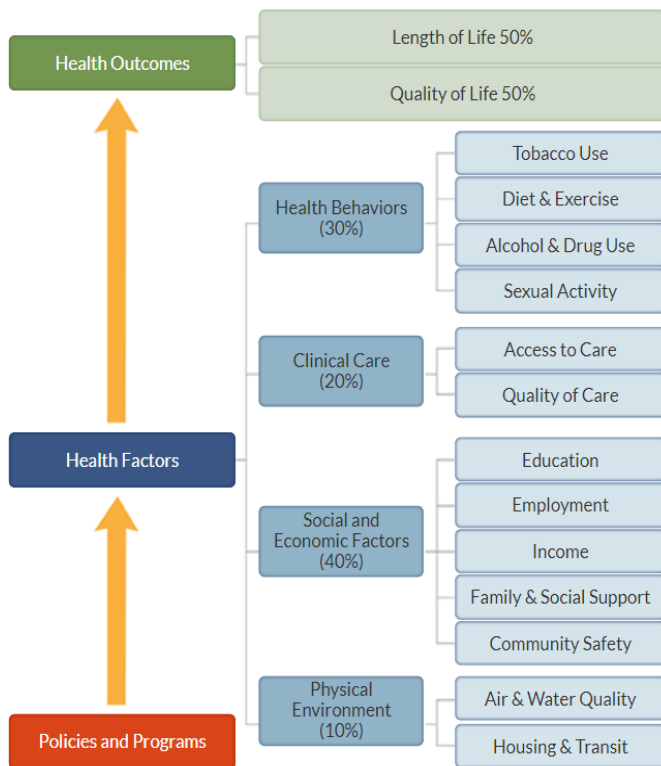 Health Outcomes
Length of Life 50%
Quality of Life 50%
Health Factors
Health Behaviors
(30%)
Tobacco Use
Diet & Exercise
Alcohol & Drug Use
Sexual Activity
Clinical Care
(20%)
Access to Care
Quality of Care
Social and
Economic Factors
(40%)
Education
Employment
Income
Family & Social Support
Community Safety
Physical
Environment
(10%)
Air & Water Quality
Housing & Transit
Policies and Programs